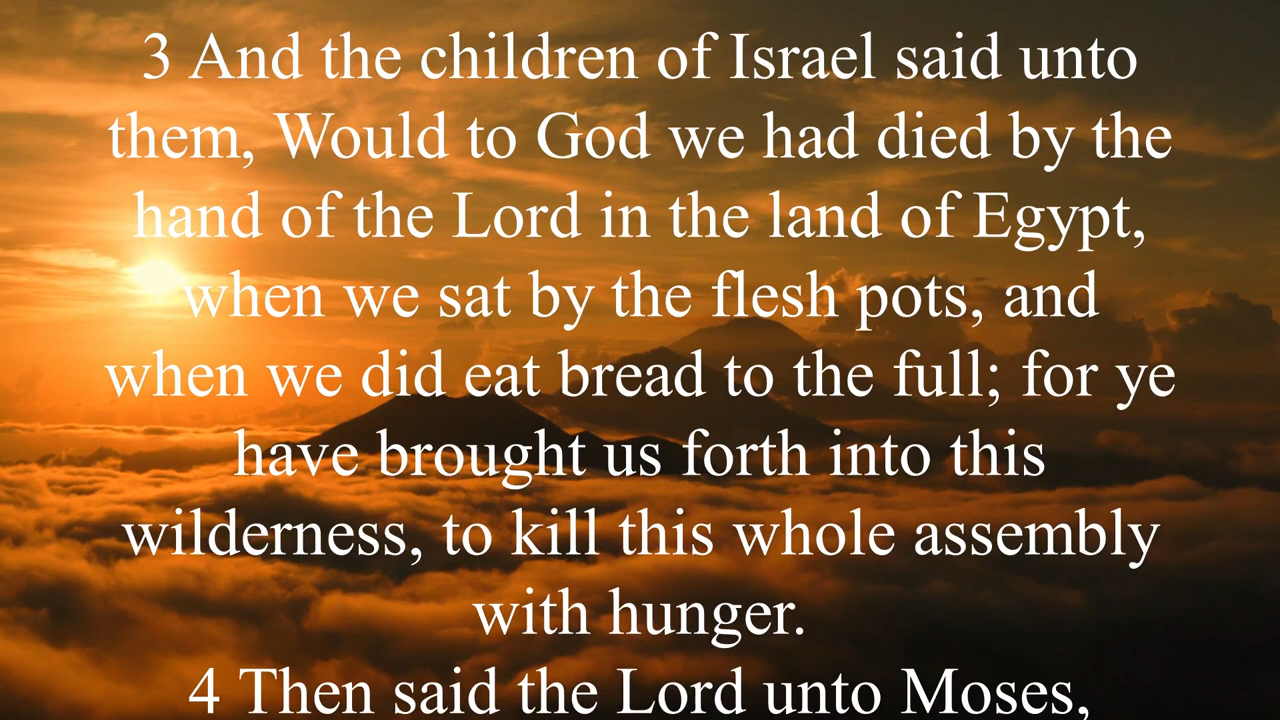 3 And the children of Israel said unto
them, Would to God we had died by the
hand of the Lord in the land of Egypt,
when we sat by the flesh pots, and
when we did eat bread to the full; for ye
have brought us forth into this
wilderness, to kill this whole assembly
with hunger.
4 Then said the Lord unto Moses,